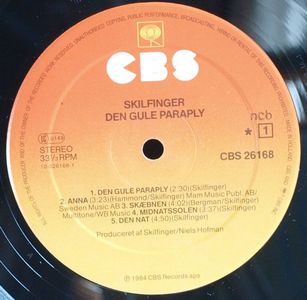 CBS
SKILFINGER
DEN GULE PARAPLY
STEREO
33⅓ RPM
ncb
* 1
CBS 26168
1. DEN GULE PARAPLY (2:30)(Skilfinger)
2. ANNA (3:23)(Hammond/Skilfinger) Mam Music Publ. AB/
Sweden Music AB 3. SKÆBNEN (4:02)(Bergman/Skilfinger)
Multitone/WB Music 4. MIDNATSSOLEN (3:37)(Skilfinger)
5. DEN NAT (4:50)(Skilfinger)
Produceret af Skilfinger/Niels Hofman
℗ 1984 CBS Records aps